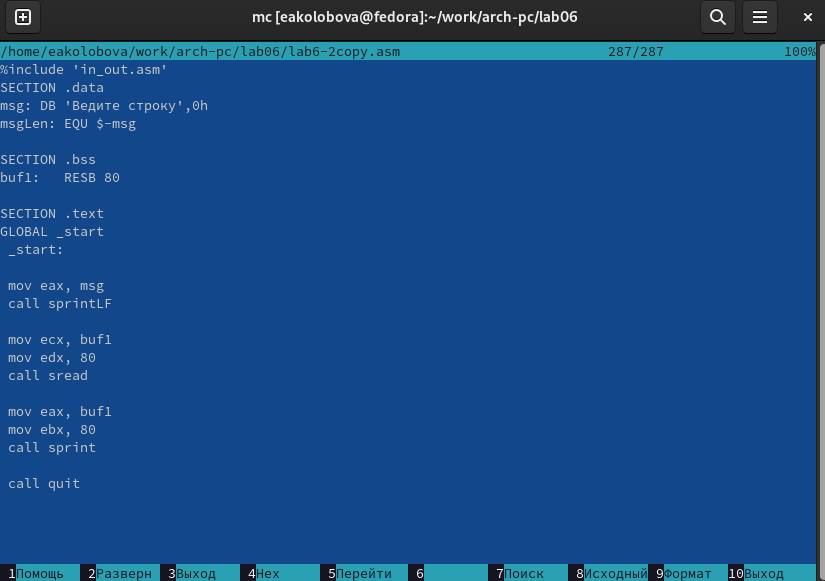 mc [eakolobova@fedora]:~/work/arch-pc/lab06
/home/eakolobova/work/arch-pc/lab06/lab6-2copy.asm 287/287 100%
%include 'in_out.asm'
SECTION .data
msg: DB 'Ведите строку',0h
msgLen: EQU $-msg
SECTION .bss
buf1: RESB 80
SECTION .text
GLOBAL _start
_start:
mov eax, msg
call sprintLF
mov ecx, buf1
mov edx, 80
call sread
mov eax, buf1
mov ebx, 80
call sprint
call quit
1Помощь 2Разверн 3Выход 4Hex 5Перейти 6 7Поиск 8Исходный 9Формат 10Выход